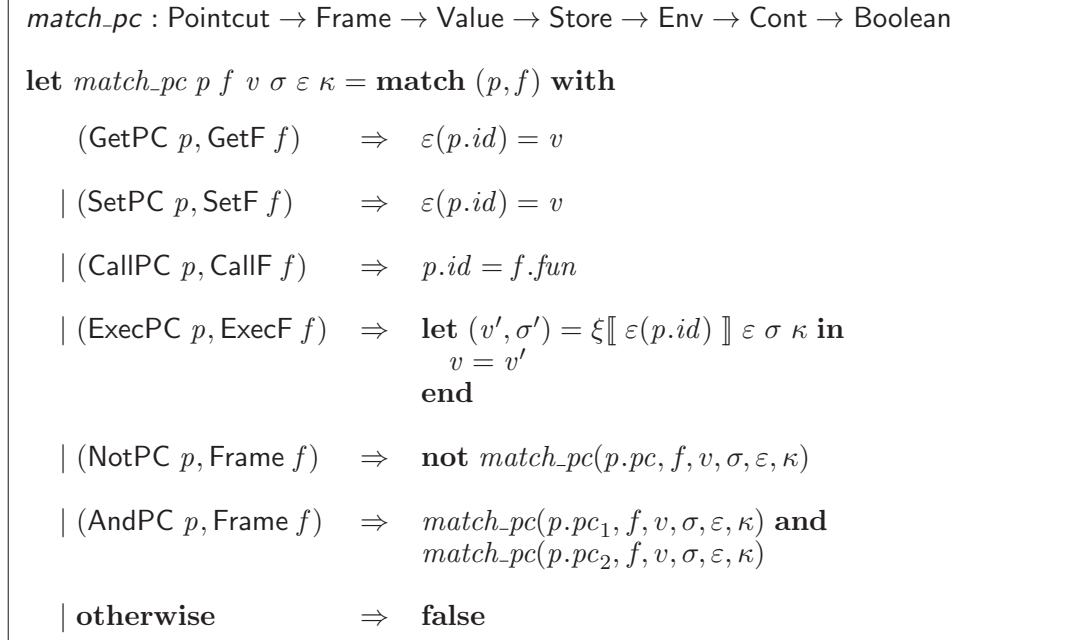 match_pc : Pointcut → Frame → Value → Store → Env → Cont → Boolean
let match_pc p f v σ ε κ = match (p, f) with
(GetPC p, GetF f) ⇒ ε(p.id) = v
| (SetPC p, SetF f) ⇒ ε(p.id) = v
| (CallPC p, CallF f) ⇒ p.id = f.fun
| (ExecPC p, ExecF f) ⇒ let (v′, σ′) = ξ⟦ ε(p.id) ⟧ ε σ κ in
v = v′
end
| (NotPC p, Frame f) ⇒ not match_pc(p.pc, f, v, σ, ε, κ)
| (AndPC p, Frame f) ⇒ match_pc(p.pc₁, f, v, σ, ε, κ) and
match_pc(p.pc₂, f, v, σ, ε, κ)
| otherwise ⇒ false